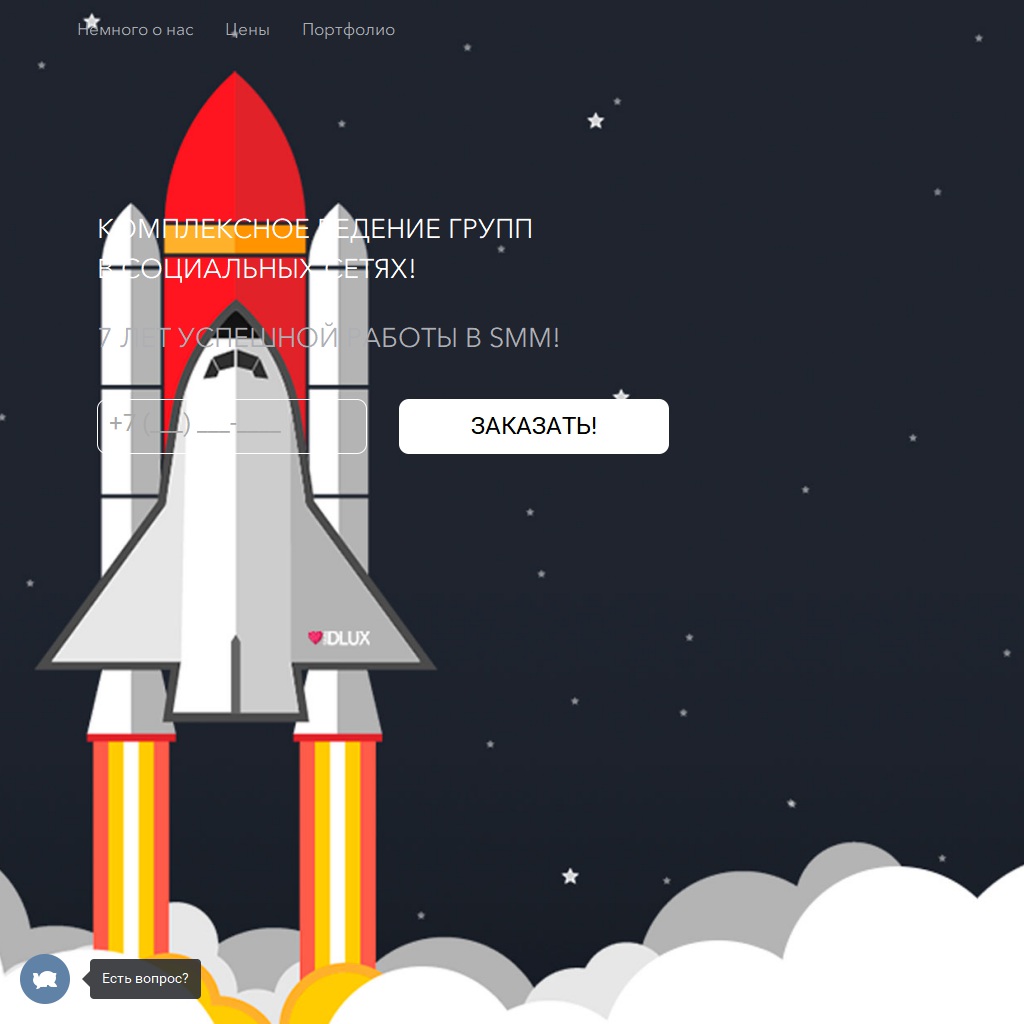 Немного о нас Цены Портфолио
КОМПЛЕКСНОЕ ВЕДЕНИЕ ГРУПП
В СОЦИАЛЬНЫХ СЕТЯХ!
7 ЛЕТ УСПЕШНОЙ РАБОТЫ В SMM!
+7 (___) ___-____
ЗАКАЗАТЬ!
DLUX
Есть вопрос?